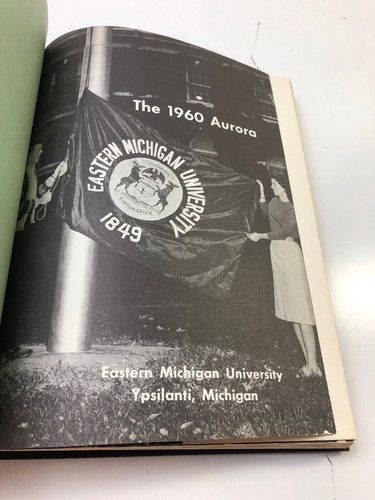 The 1960 Aurora
EASTERN MICHIGAN UNIVERSITY
1849
Eastern Michigan University
Ypsilanti, Michigan